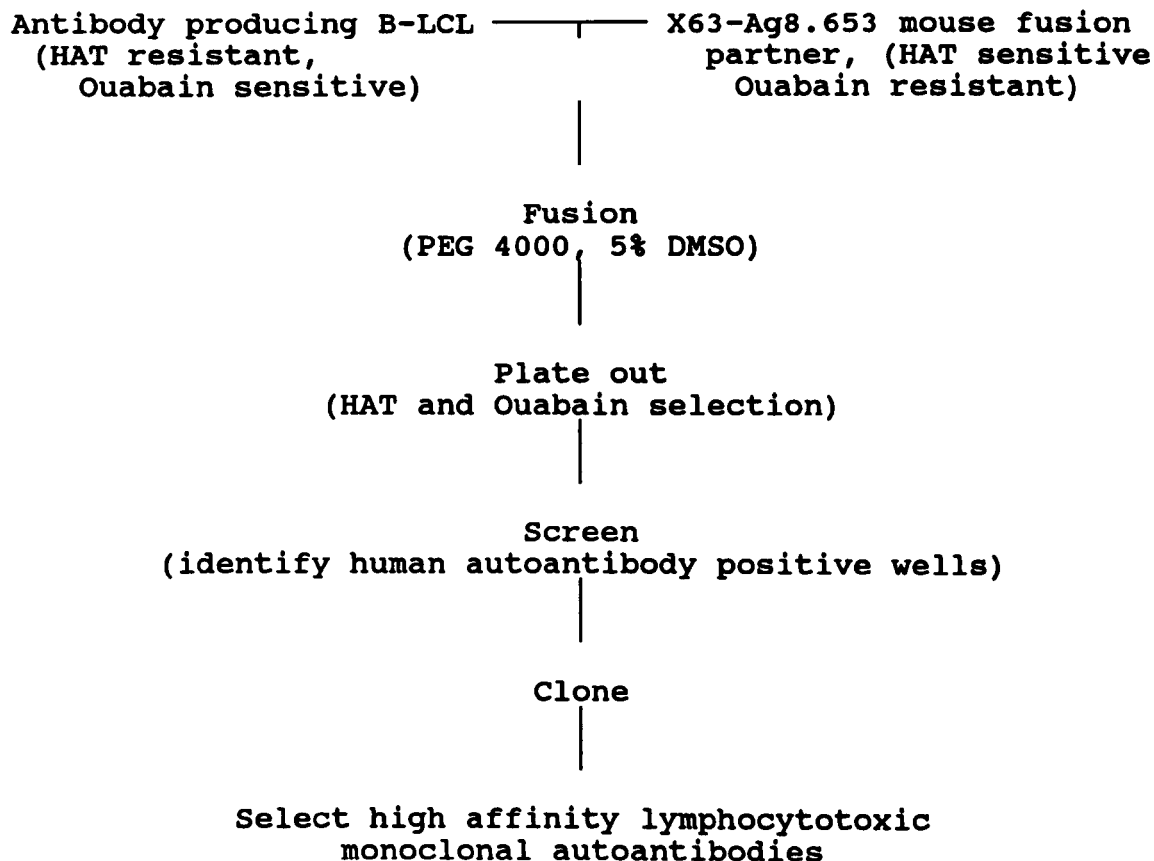 Antibody producing B-LCL
(HAT resistant,
Ouabain sensitive)
X63-Ag8.653 mouse fusion
partner, (HAT sensitive
Ouabain resistant)
Fusion
(PEG 4000, 5% DMSO)
Plate out
(HAT and Ouabain selection)
Screen
(identify human autoantibody positive wells)
Clone
Select high affinity lymphocytotoxic
monoclonal autoantibodies